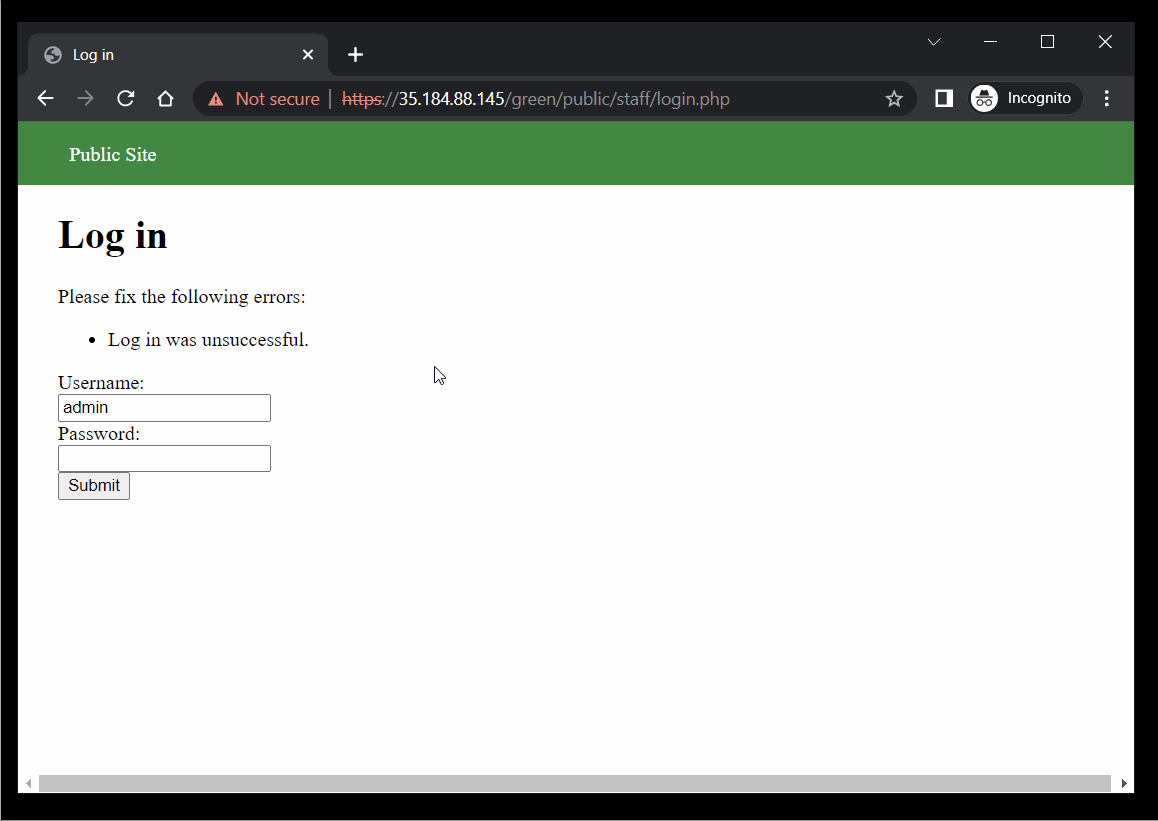 Log in
Not secure | https://35.184.88.145/green/public/staff/login.php
Incognito
Public Site
Log in
Please fix the following errors:
• Log in was unsuccessful.
Username:
admin
Password:
Submit